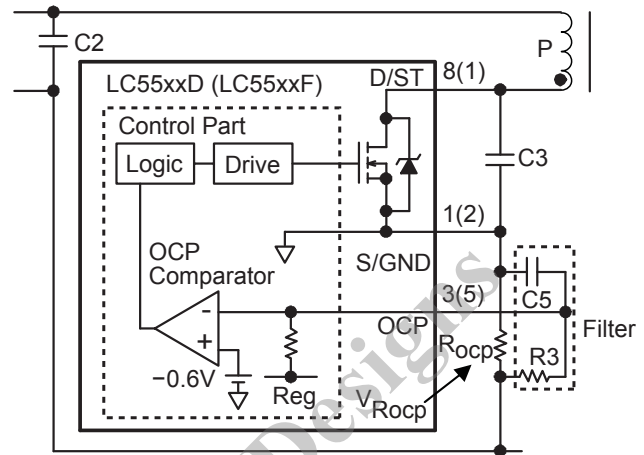 C2
P
LC55xxD (LC55xxF)
D/ST
8(1)
Control Part
Logic
Drive
C3
1(2)
S/GND
OCP
Comparator
-
+
−0.6V
Reg
3(5)
OCP
C5
Filter
Rocp
R3
VRocp
Designs